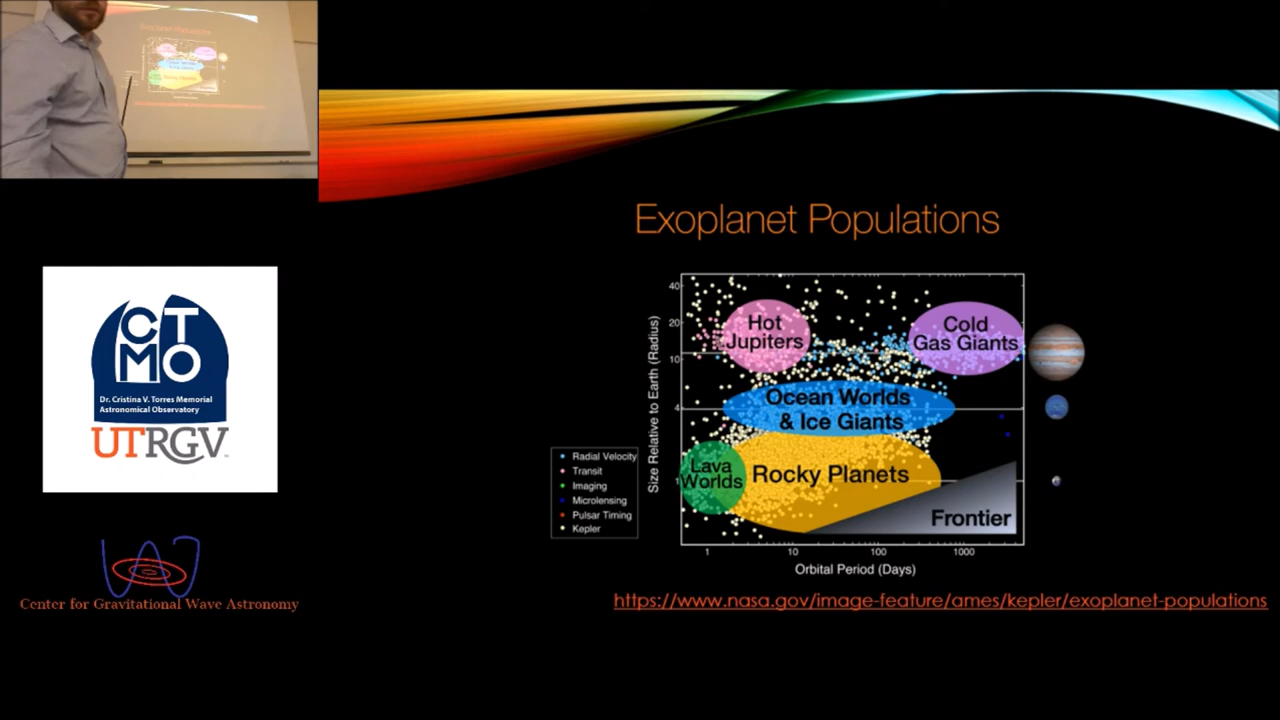 Exoplanet Populations
CT
MO
Dr. Cristina V. Torres Memorial
Astronomical Observatory
UTRGV
Center for Gravitational Wave Astronomy
Size Relative to Earth (Radius)
40
20
10
4
1
Hot
Jupiters
Cold
Gas Giants
Ocean Worlds
& Ice Giants
Lava
Worlds
Rocky Planets
Frontier
Radial Velocity
Transit
Imaging
Microlensing
Pulsar Timing
Kepler
1
10
100
1000
Orbital Period (Days)
https://www.nasa.gov/image-feature/ames/kepler/exoplanet-populations